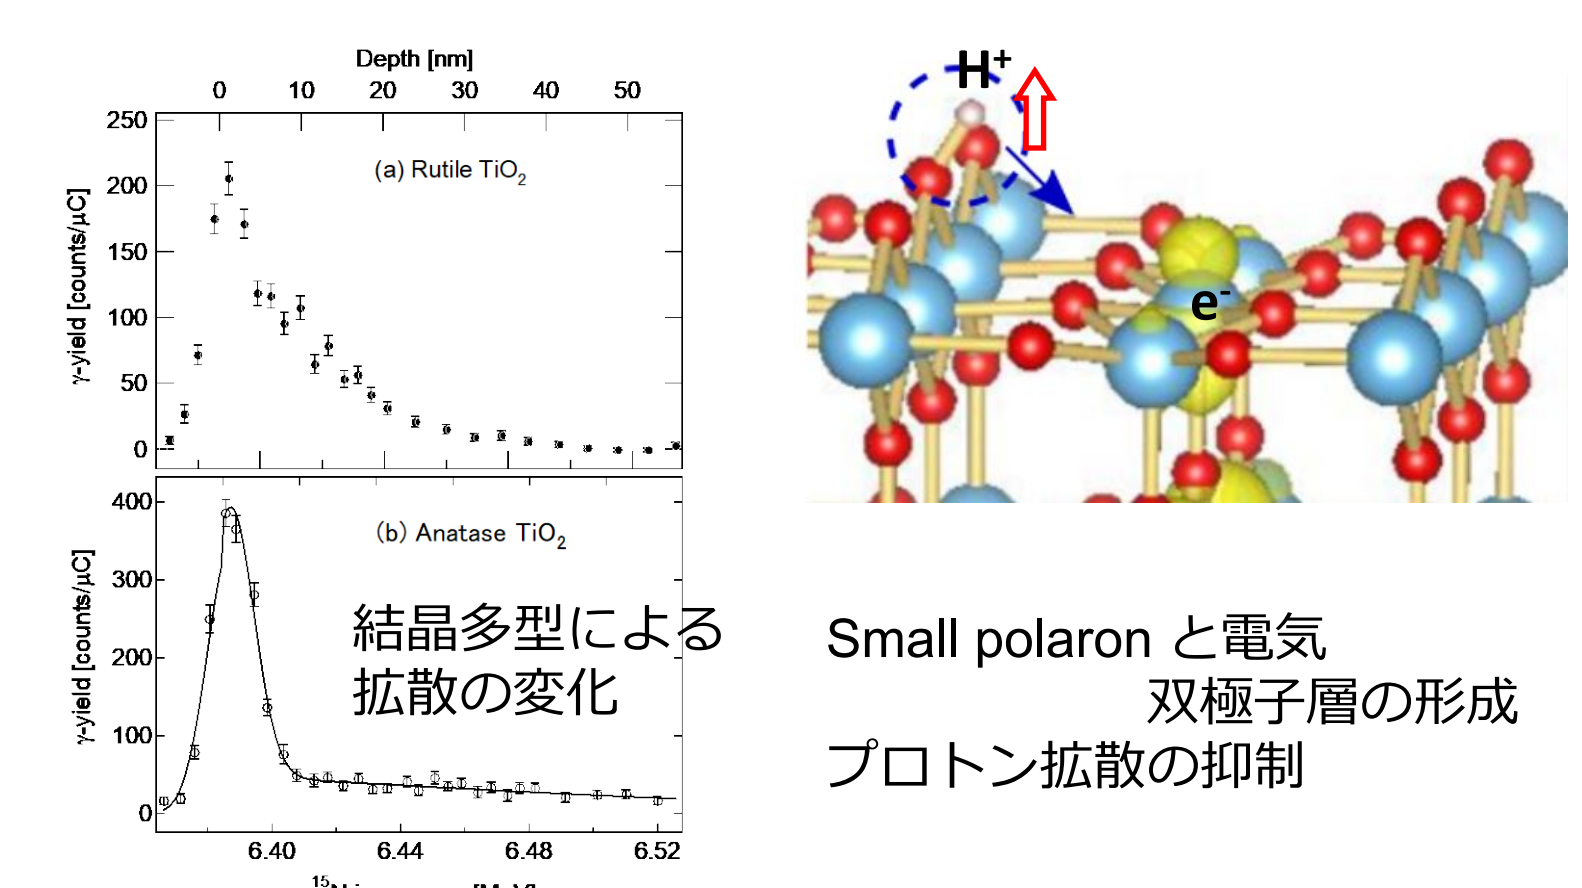 Depth [nm]
0 10 20 30 40 50
250
200
150
100
50
0
γ-yield [counts/μC]
(a) Rutile TiO2
400
300
200
100
0
γ-yield [counts/μC]
(b) Anatase TiO2
結晶多型による
拡散の変化
6.40 6.44 6.48 6.52
15N
H+
e-
Small polaron と電気
双極子層の形成
プロトン拡散の抑制